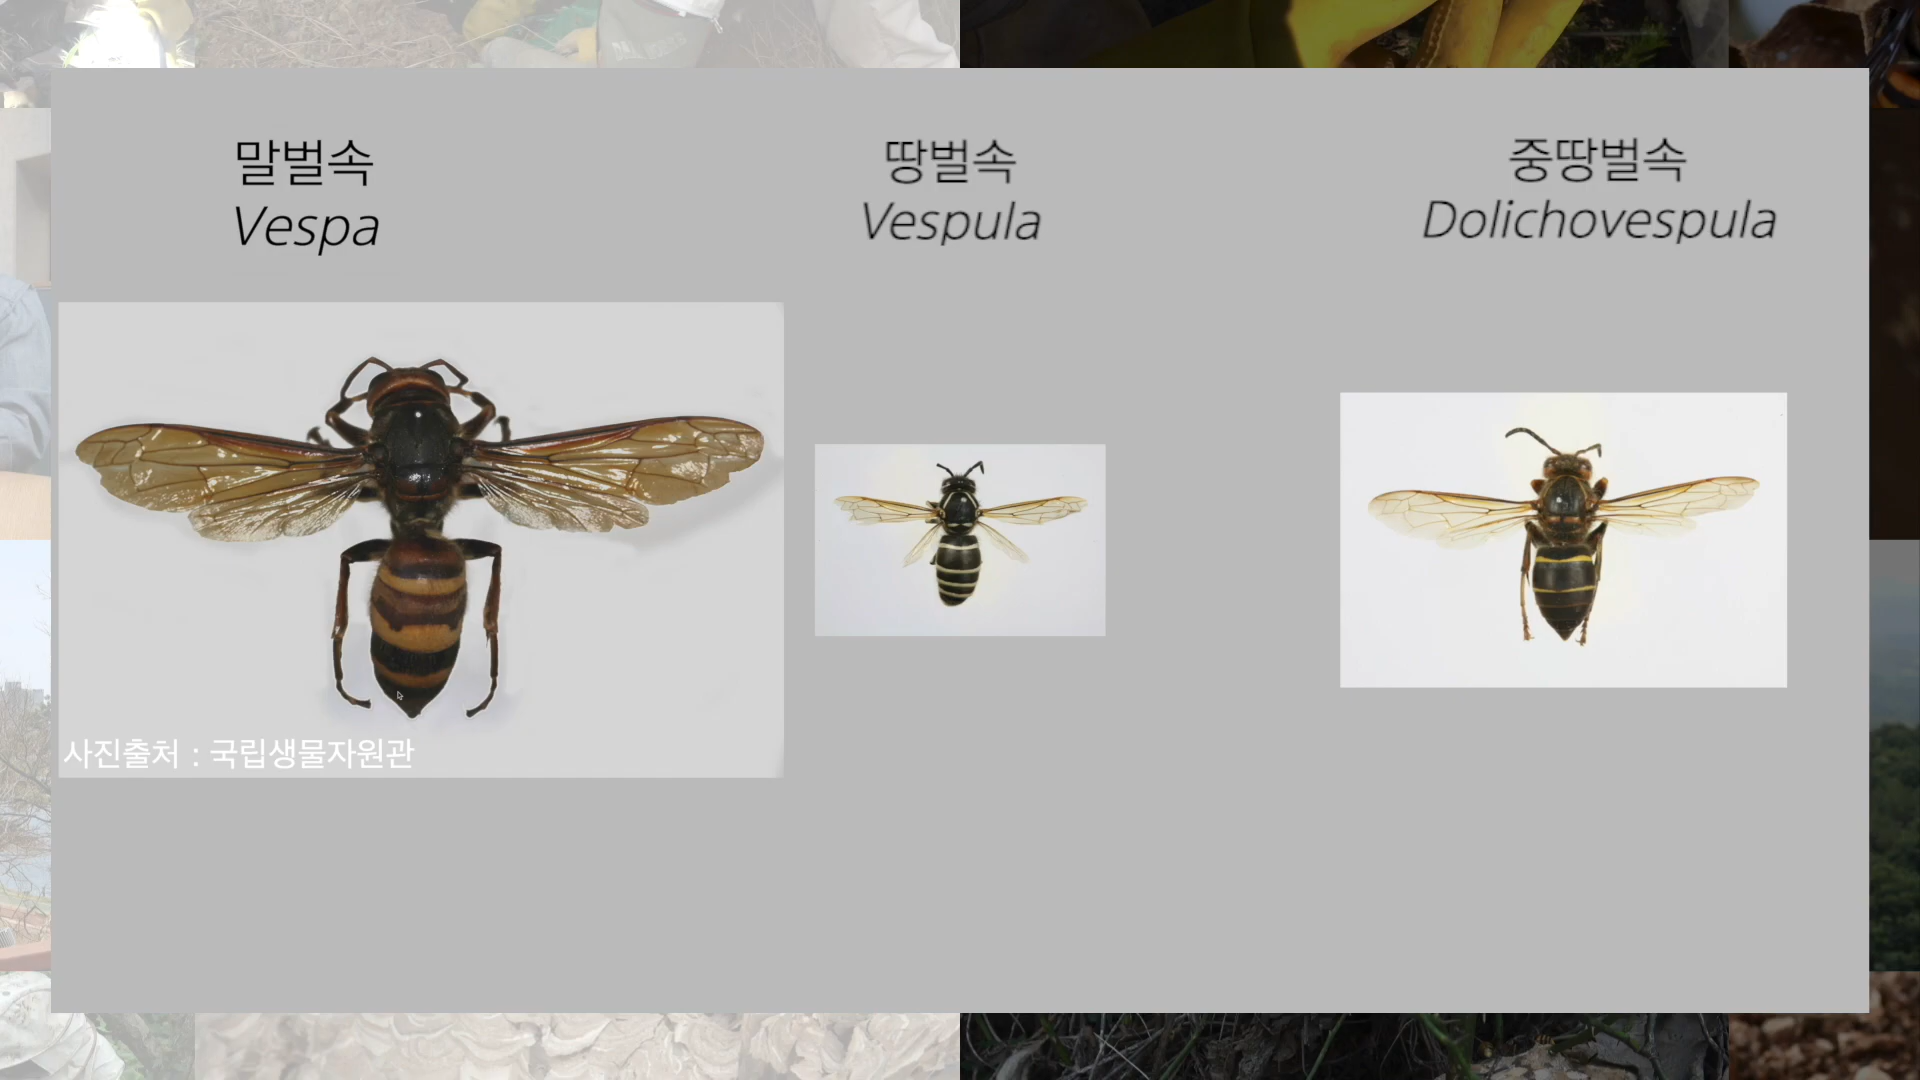 말벌속
Vespa
땅벌속
Vespula
중땅벌속
Dolichovespula
사진출처 : 국립생물자원관